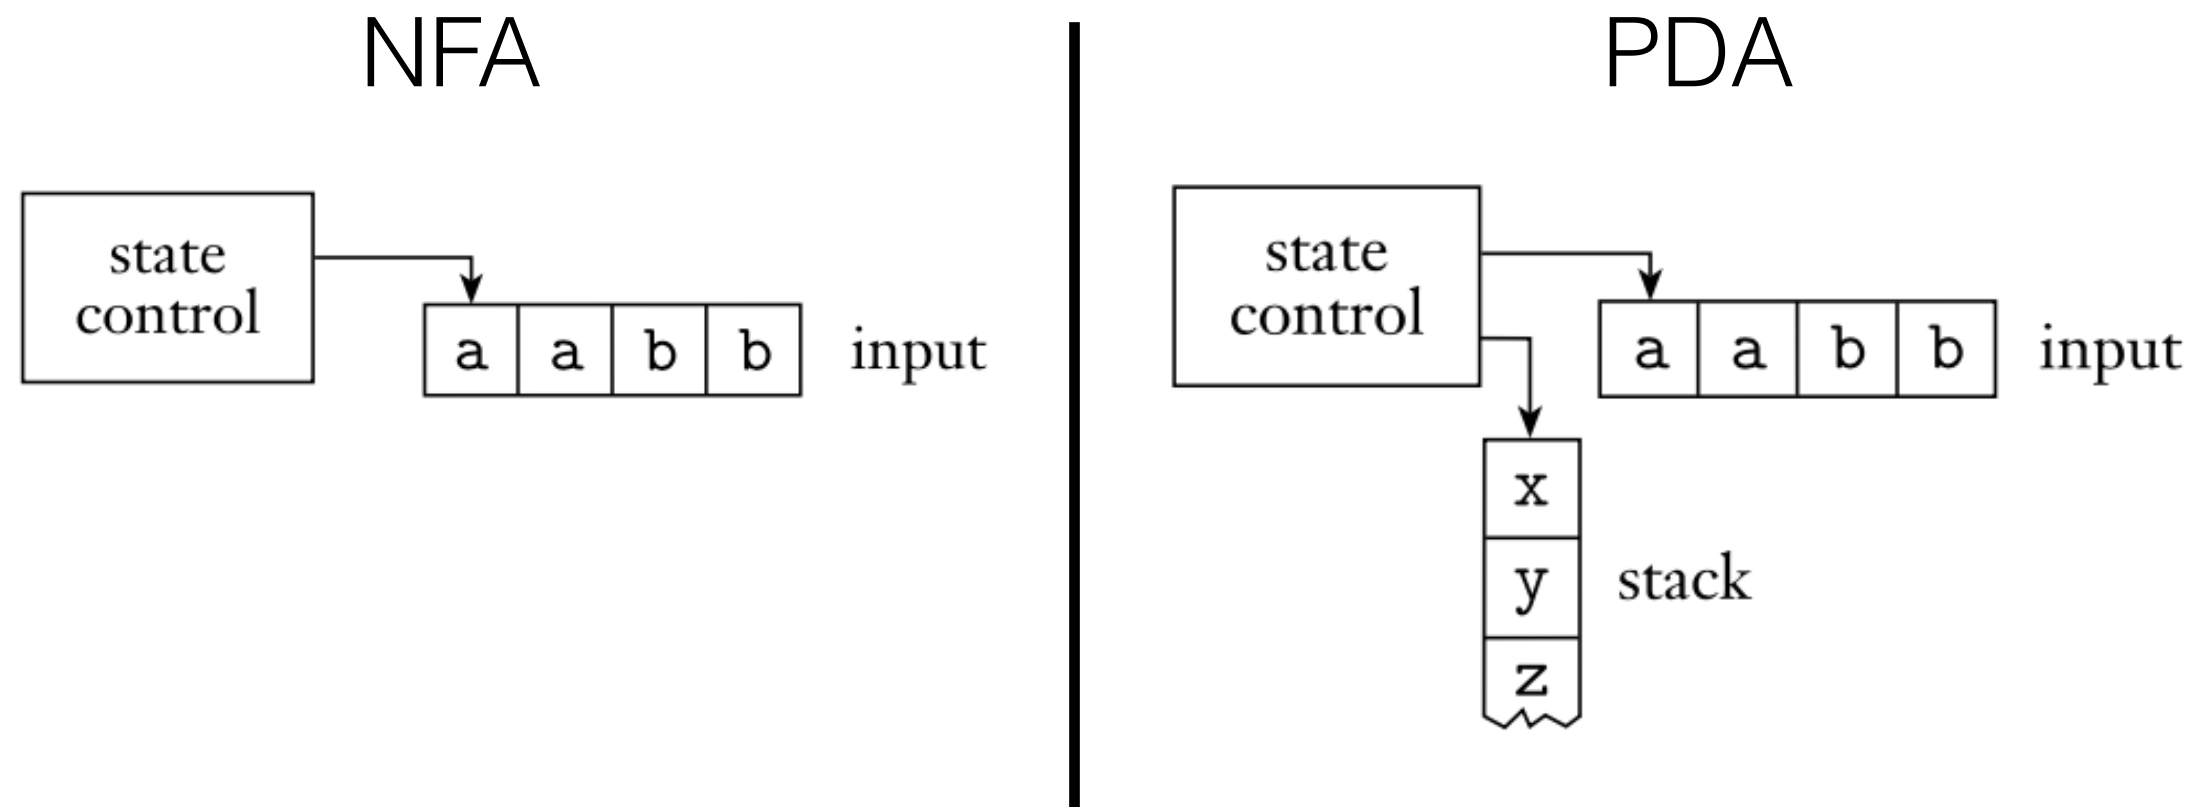 NFA
state
control
a a b b
input
PDA
state
control
a a b b
input
x
y
stack
z